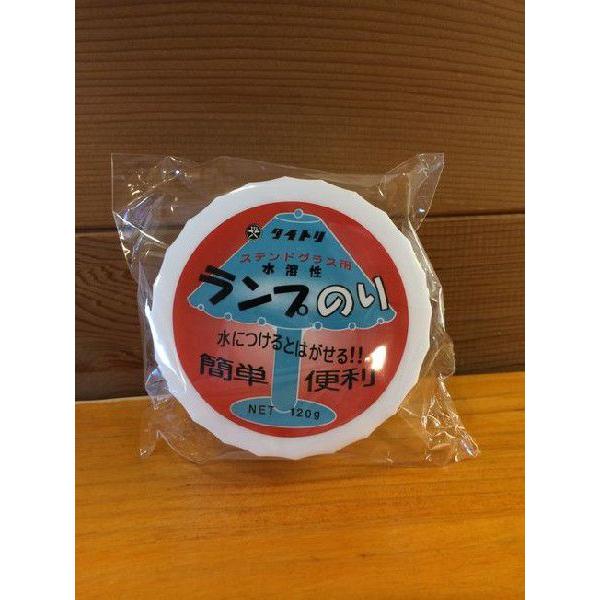 タイトリ
ステンドグラス用
水溶性
ランプのり
水につけるとはがせる!!
簡単 便利
NET 120g